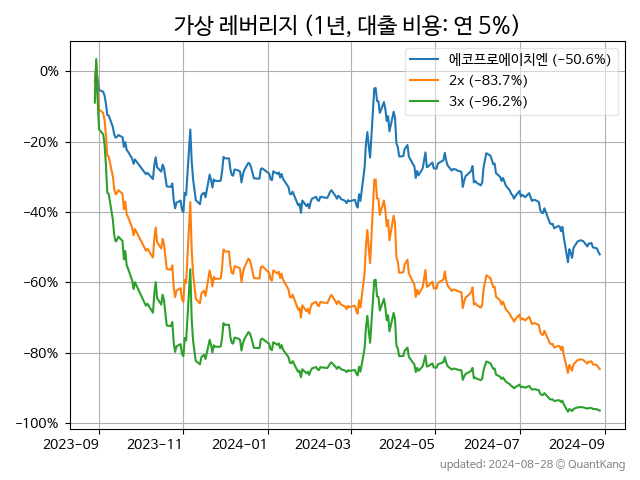 가상 레버리지 (1년, 대출 비용: 연 5%)
에코프로에이치엔 (−50.6%)
2x (−83.7%)
3x (−96.2%)
0%
−20%
−40%
−60%
−80%
−100%
2023-09 2023-11 2024-01 2024-03 2024-05 2024-07 2024-09
updated: 2024-08-28 © QuantKang